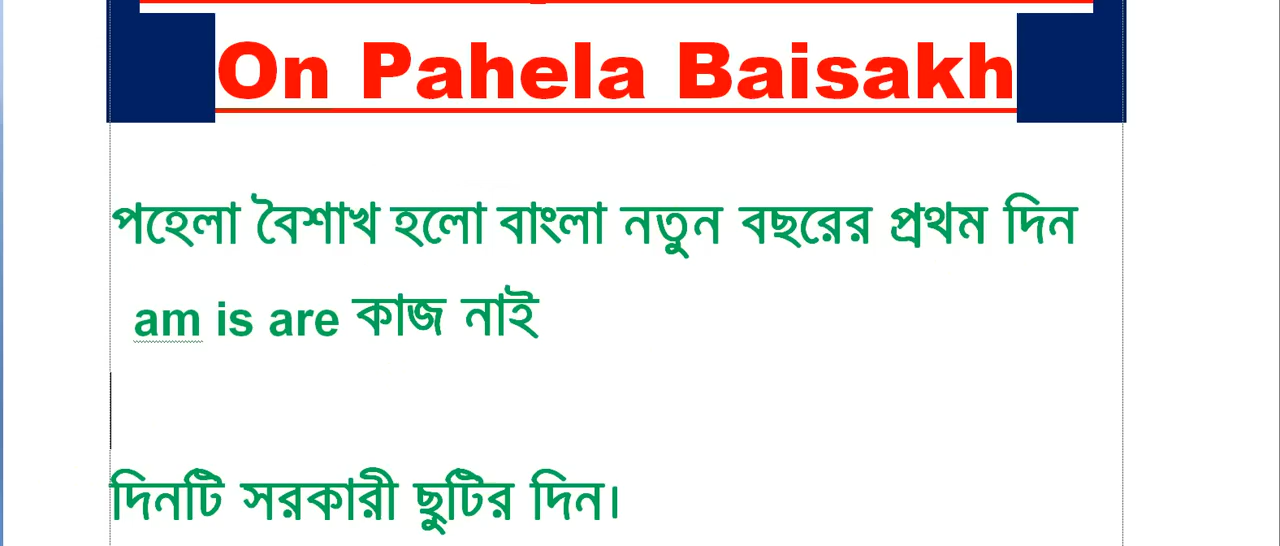 On Pahela Baisakh
পহেলা বৈশাখ হলো বাংলা নতুন বছরের প্রথম দিন
am is are কাজ নাই
দিনটি সরকারী ছুটির দিন।